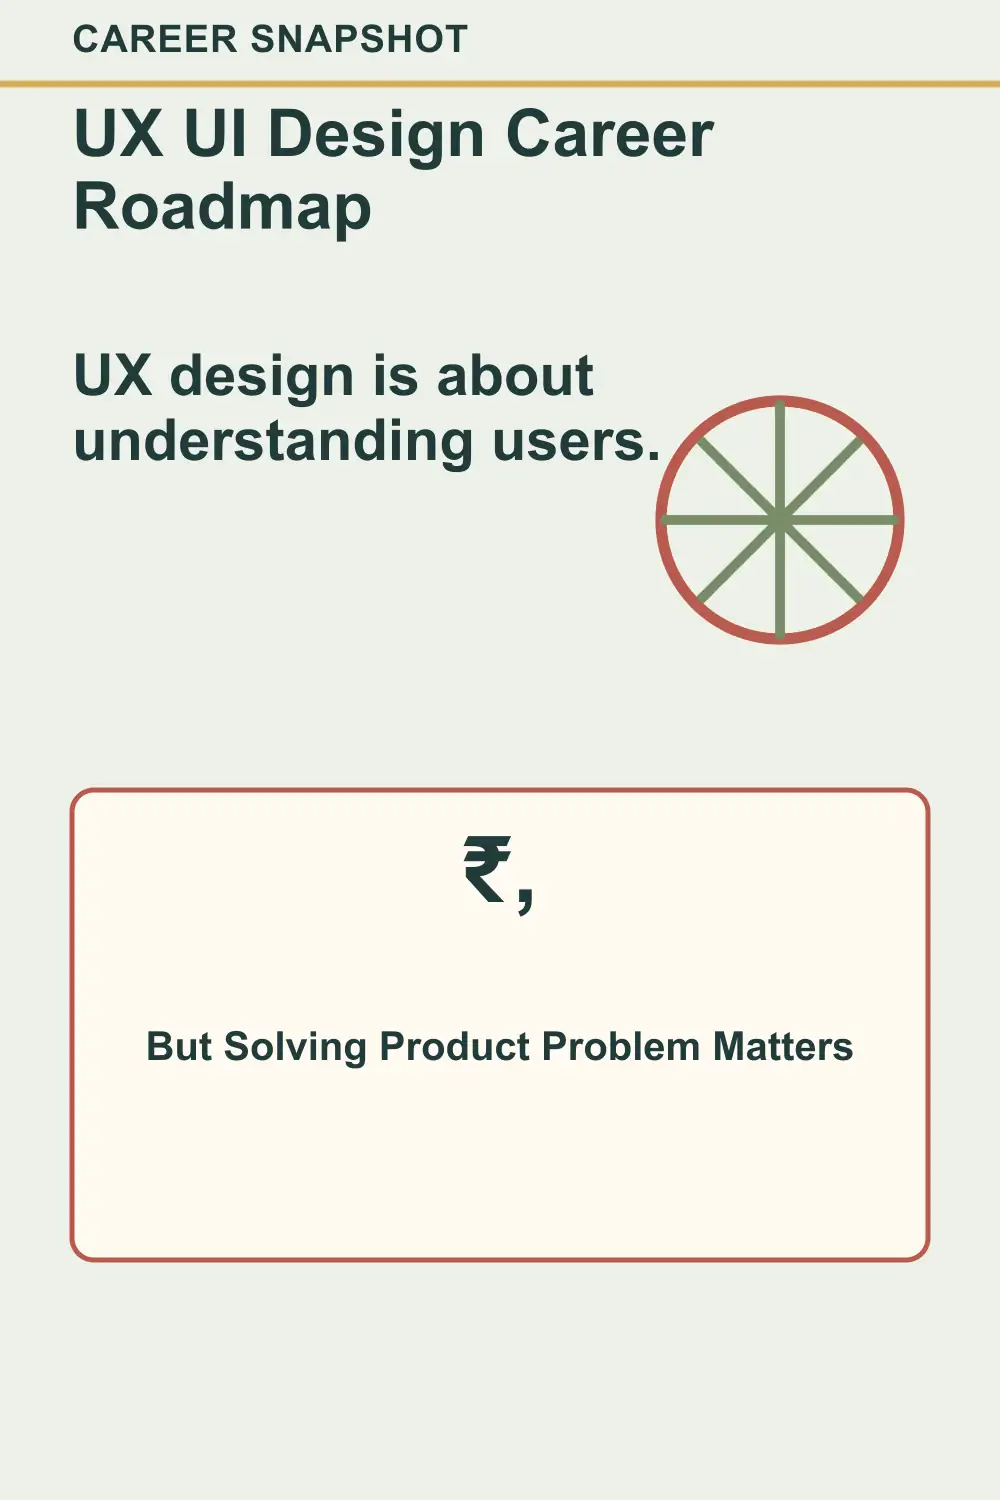 CAREER SNAPSHOT
UX UI Design Career
Roadmap
UX design is about
understanding users.
₹,
But Solving Product Problem Matters